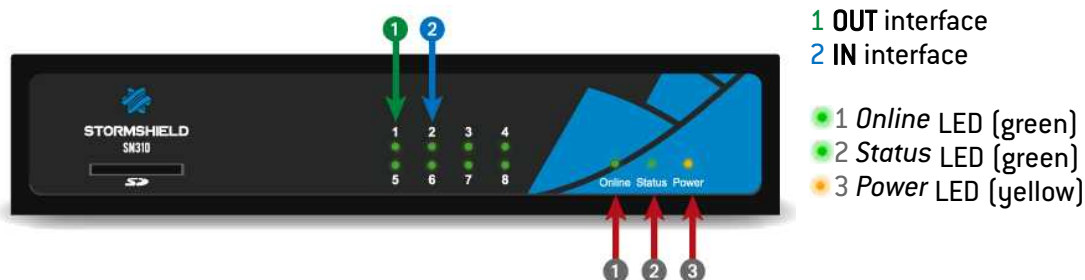 1 2
1 OUT interface
2 IN interface
STORMSHIELD
SN310
SD
1 2 3 4
5 6 7 8
Online Status Power
1 Online LED (green)
2 Status LED (green)
3 Power LED (yellow)
1 2 3